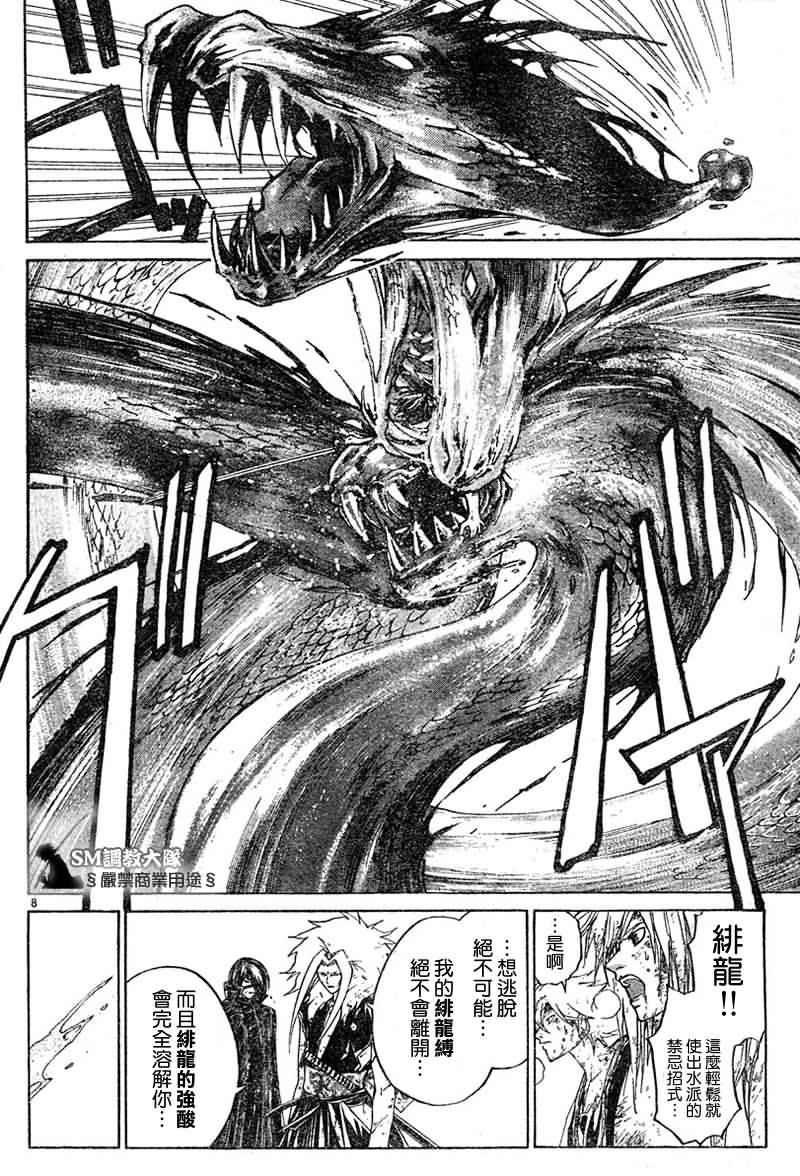 SM調教大隊
§嚴禁商業用途§
8
緋龍!!
這麼輕鬆就
使出水派的
禁忌招式…
…是啊
…想逃脫
絕不可能…
我的緋龍縛
絕不會離開…
而且緋龍的強酸
會完全溶解你…